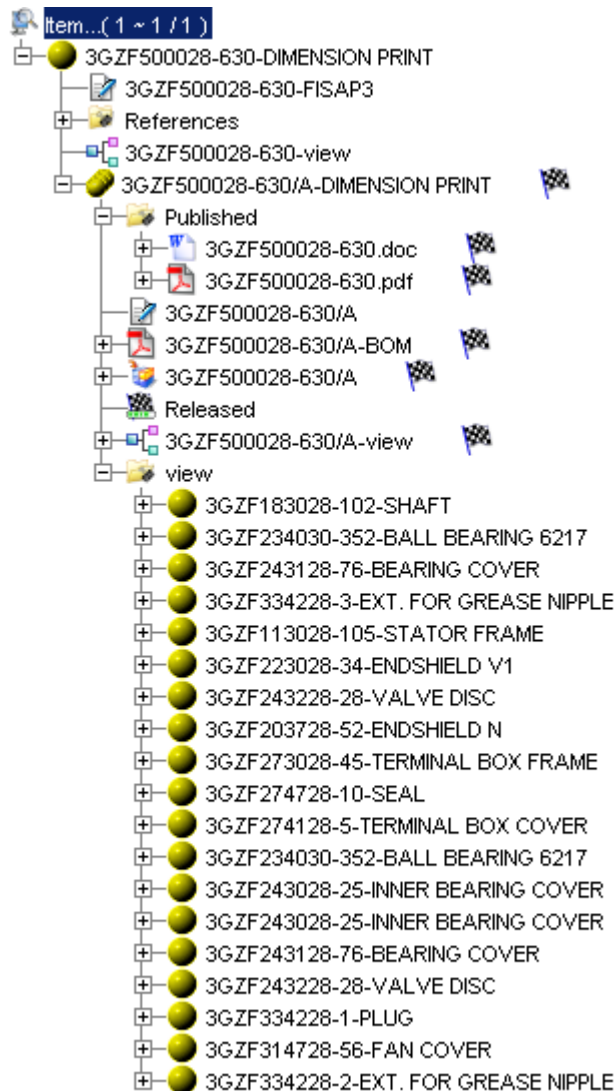 Item...( 1 ~ 1 / 1 )
3GZF500028-630-DIMENSION PRINT
3GZF500028-630-FISAP3
References
3GZF500028-630-view
3GZF500028-630/A-DIMENSION PRINT
Published
3GZF500028-630.doc
3GZF500028-630.pdf
3GZF500028-630/A
3GZF500028-630/A-BOM
3GZF500028-630/A
Released
3GZF500028-630/A-view
view
3GZF183028-102-SHAFT
3GZF234030-352-BALL BEARING 6217
3GZF243128-76-BEARING COVER
3GZF334228-3-EXT. FOR GREASE NIPPLE
3GZF113028-105-STATOR FRAME
3GZF223028-34-ENDSHIELD V1
3GZF243228-28-VALVE DISC
3GZF203728-52-ENDSHIELD N
3GZF273028-45-TERMINAL BOX FRAME
3GZF274728-10-SEAL
3GZF274128-5-TERMINAL BOX COVER
3GZF234030-352-BALL BEARING 6217
3GZF243028-25-INNER BEARING COVER
3GZF243028-25-INNER BEARING COVER
3GZF243128-76-BEARING COVER
3GZF243228-28-VALVE DISC
3GZF334228-1-PLUG
3GZF314728-56-FAN COVER
3GZF334228-2-EXT. FOR GREASE NIPPLE